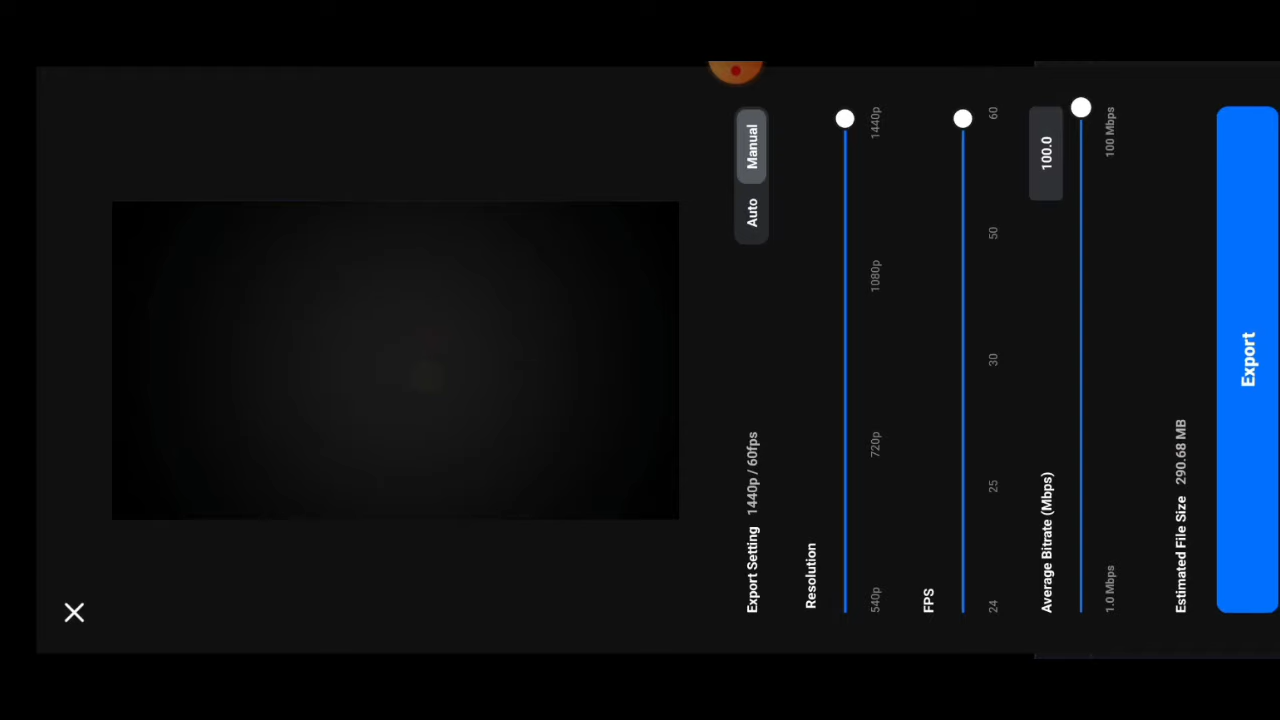 Export Setting 1440p / 60fps
Auto Manual
Resolution
540p 720p 1080p 1440p
FPS
24 25 30 50 60
Average Bitrate (Mbps) 100.0
1.0 Mbps 100 Mbps
Estimated File Size 290.68 MB
Export